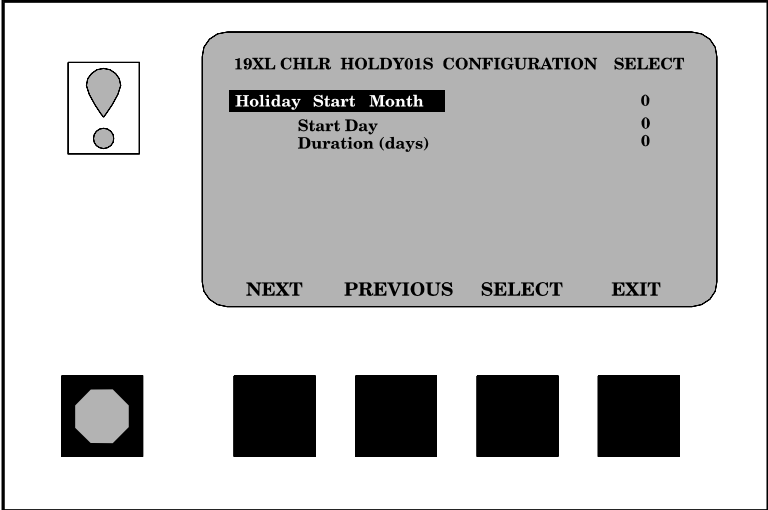 19XL CHLR HOLDY01S CONFIGURATION SELECT
Holiday Start Month 0
Start Day 0
Duration (days) 0
NEXT PREVIOUS SELECT EXIT